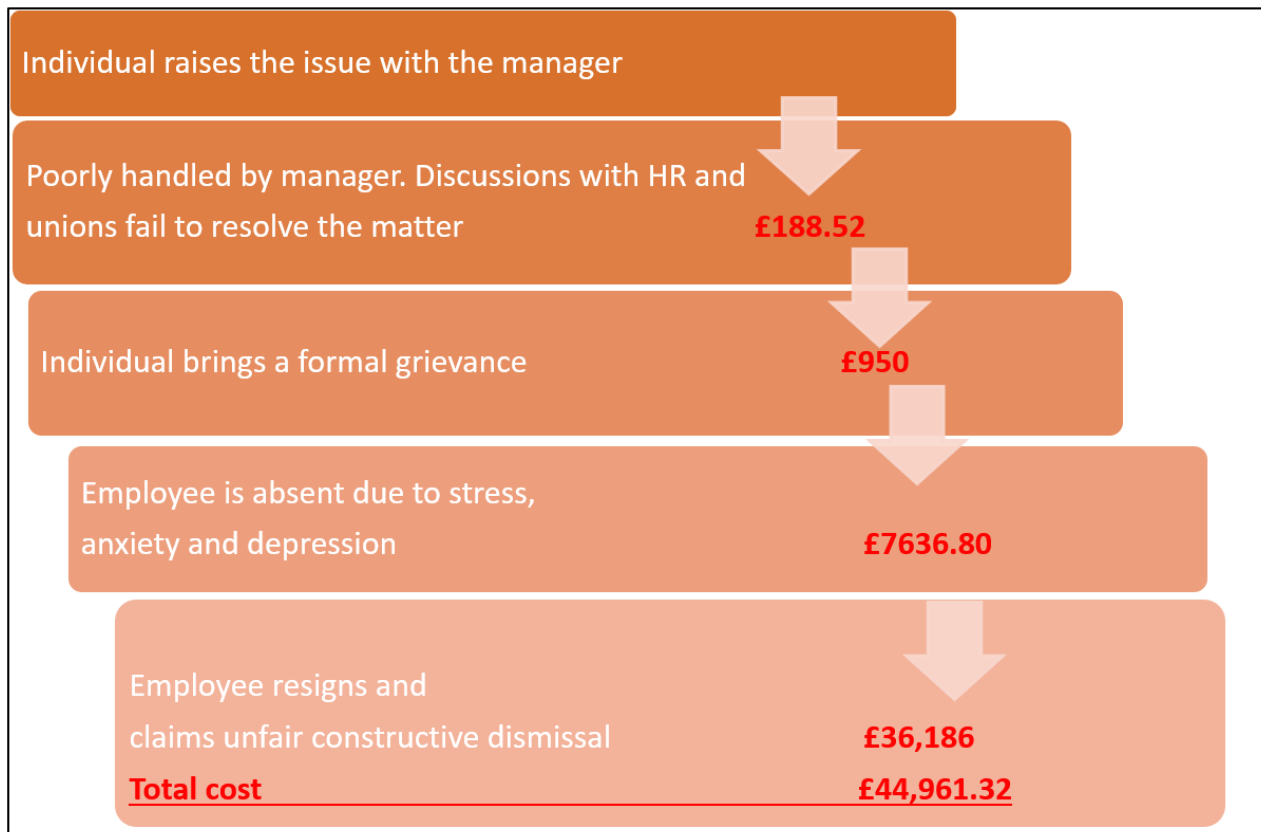 Individual raises the issue with the manager
Poorly handled by manager. Discussions with HR and
unions fail to resolve the matter £188.52
Individual brings a formal grievance £950
Employee is absent due to stress,
anxiety and depression £7636.80
Employee resigns and
claims unfair constructive dismissal £36,186
Total cost £44,961.32